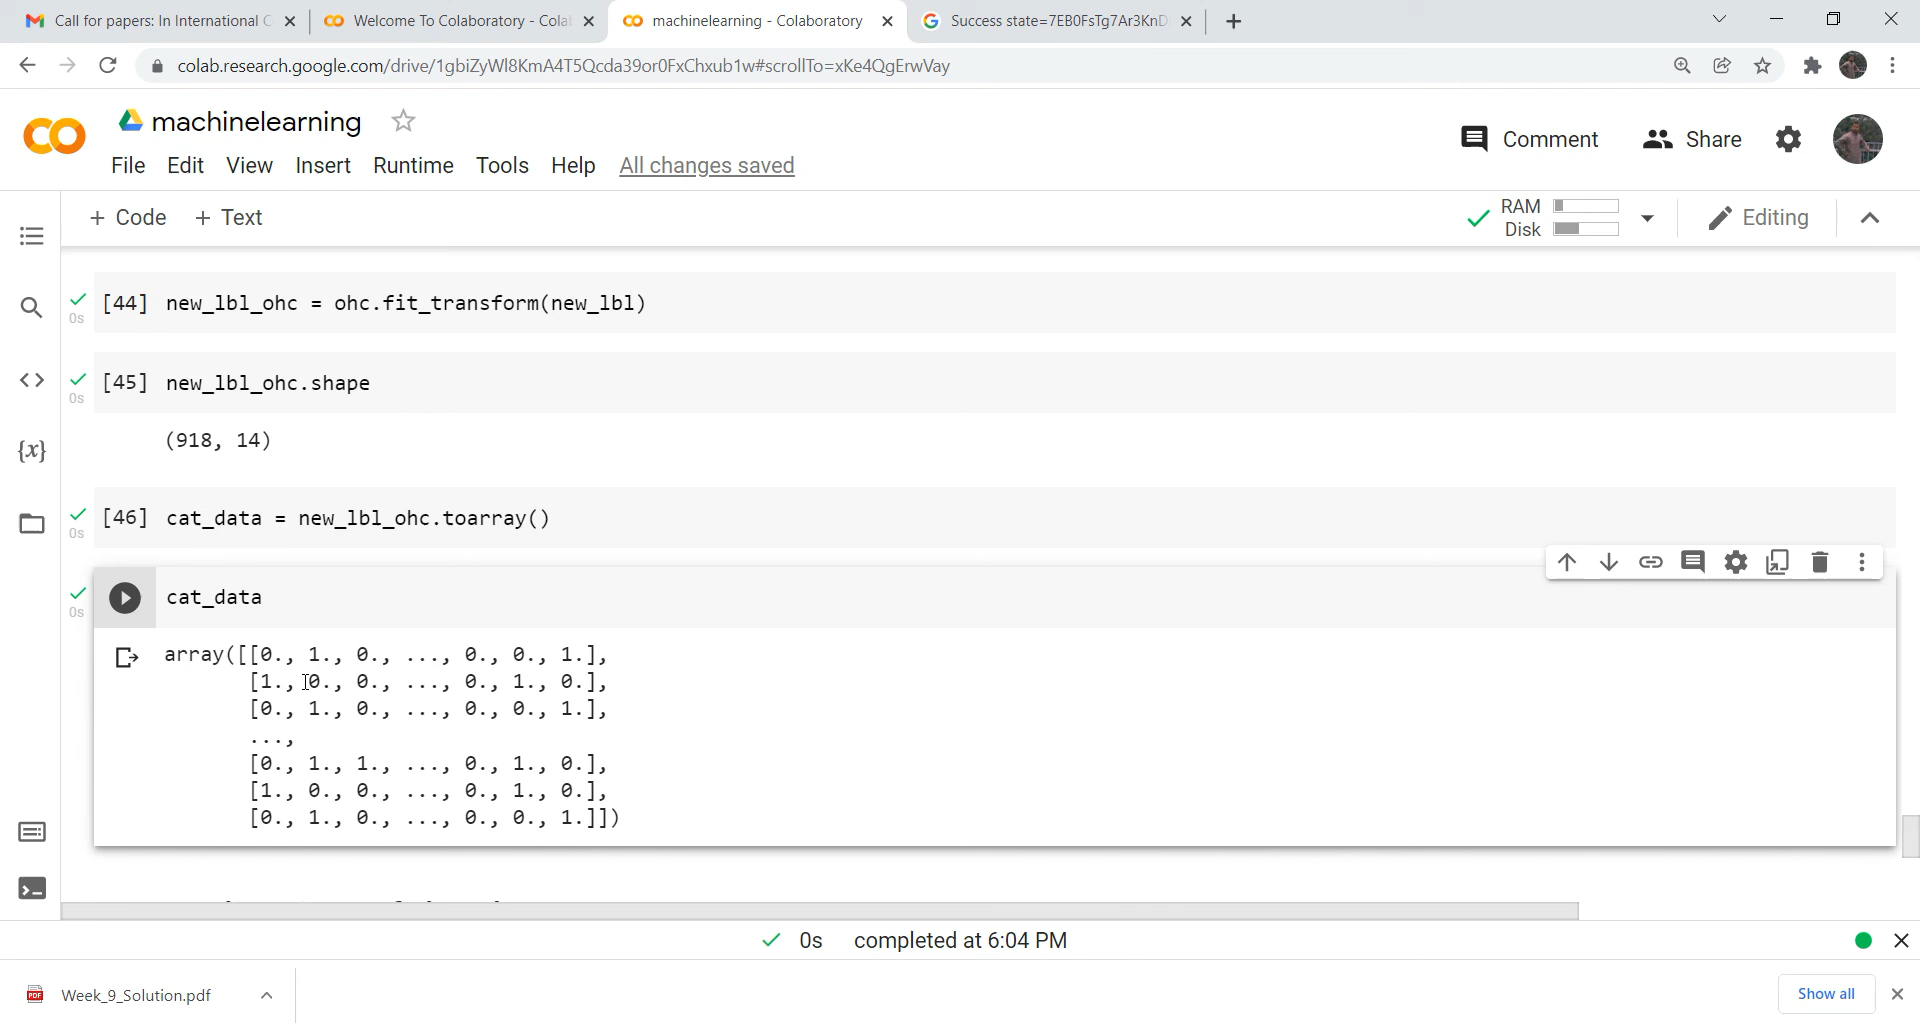 Call for papers: In International C
Welcome To Colaboratory - Cola
machinelearning - Colaboratory
Success state=7EB0FsTg7Ar3KnD
colab.research.google.com/drive/1gbiZyWl8KmA4T5Qcda39or0FxChxub1w#scrollTo=xKe4QgErwVay
machinelearning
Comment
Share
File Edit View Insert Runtime Tools Help All changes saved
+ Code + Text
RAM
Disk
Editing
[44] new_lbl_ohc = ohc.fit_transform(new_lbl)
0s
[45] new_lbl_ohc.shape
0s
(918, 14)
{x}
[46] cat_data = new_lbl_ohc.toarray()
0s
cat_data
0s
array([[0., 1., 0., ..., 0., 0., 1.],
[1., 0., 0., ..., 0., 1., 0.],
[0., 1., 0., ..., 0., 0., 1.],
...,
[0., 1., 1., ..., 0., 1., 0.],
[1., 0., 0., ..., 0., 1., 0.],
[0., 1., 0., ..., 0., 0., 1.]])
0s completed at 6:04 PM
PDF Week_9_Solution.pdf
Show all